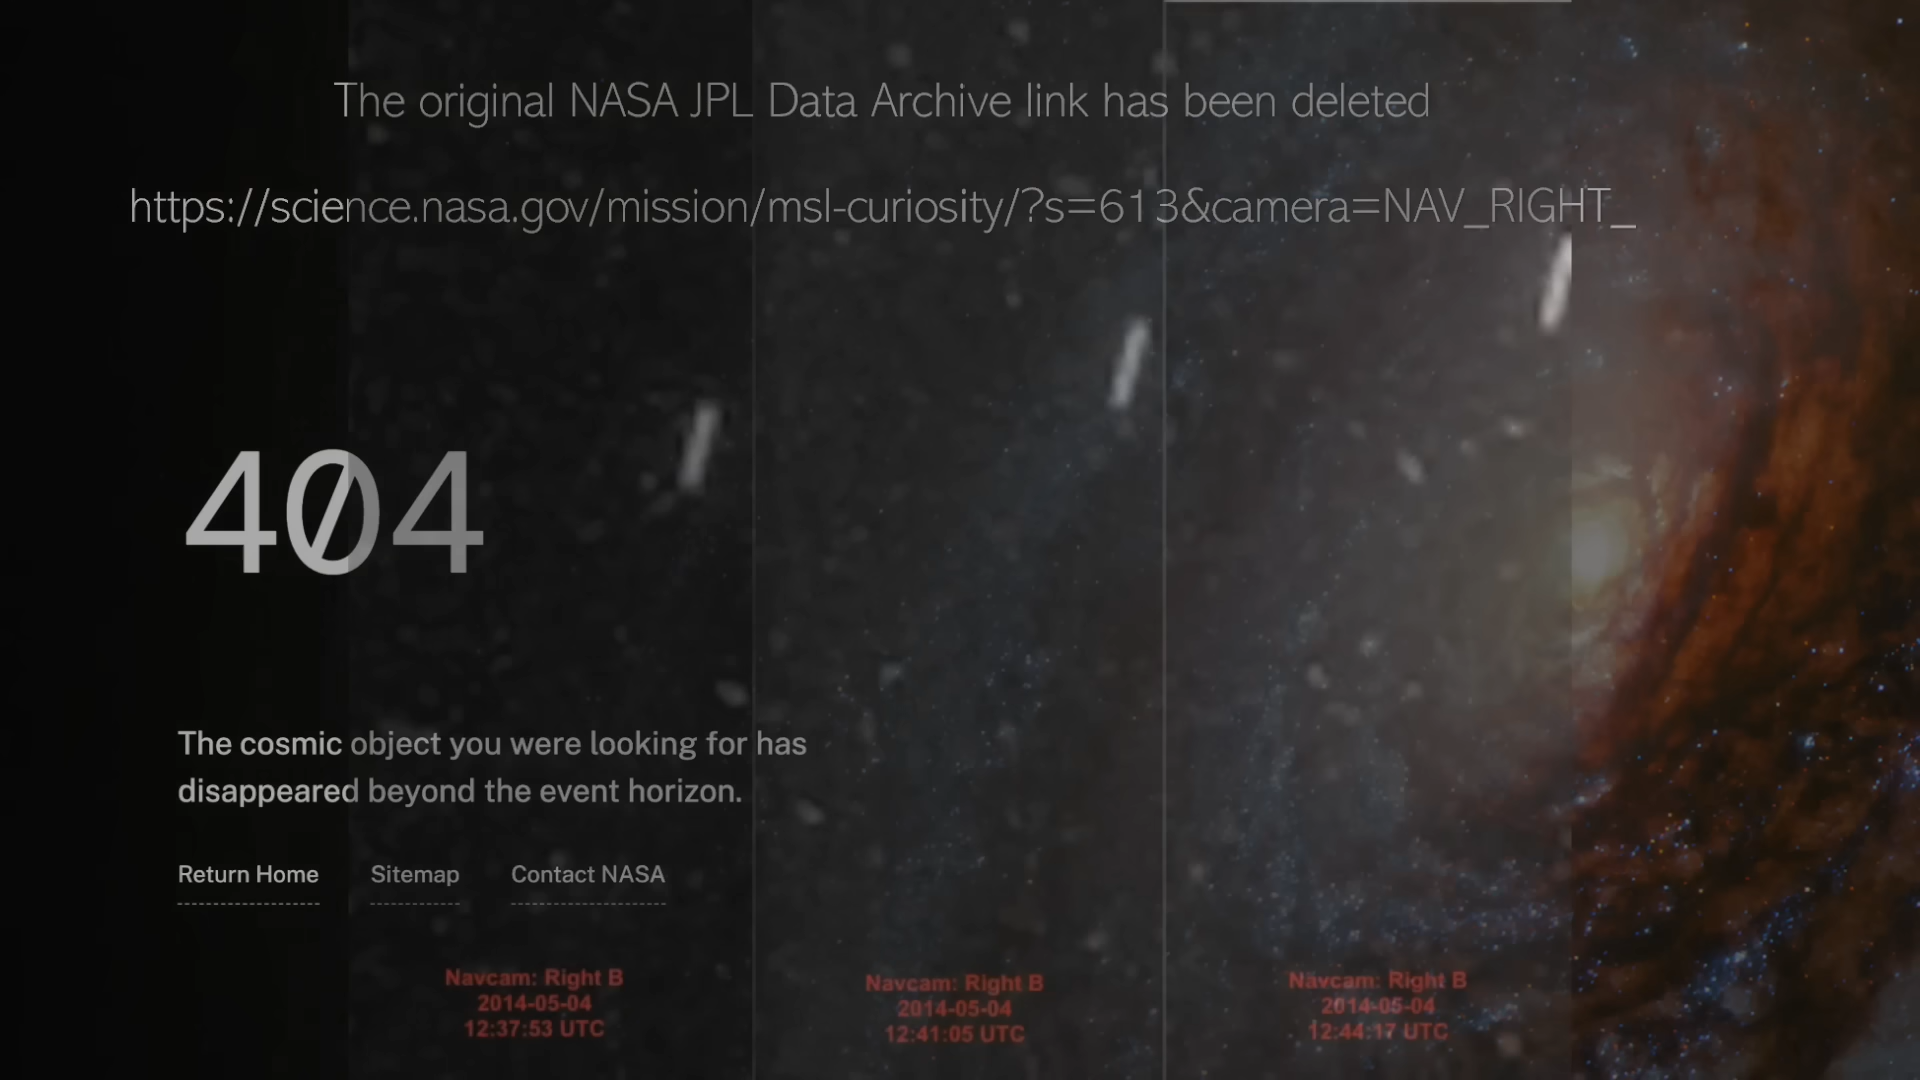 The original NASA JPL Data Archive link has been deleted
https://science.nasa.gov/mission/msl-curiosity/?s=613&camera=NAV_RIGHT_
404
The cosmic object you were looking for has
disappeared beyond the event horizon.
Return Home Sitemap Contact NASA
Navcam: Right B
2014-05-04
12:37:53 UTC
Navcam: Right B
2014-05-04
12:41:05 UTC
Navcam: Right B
2014-05-04
12:44:17 UTC